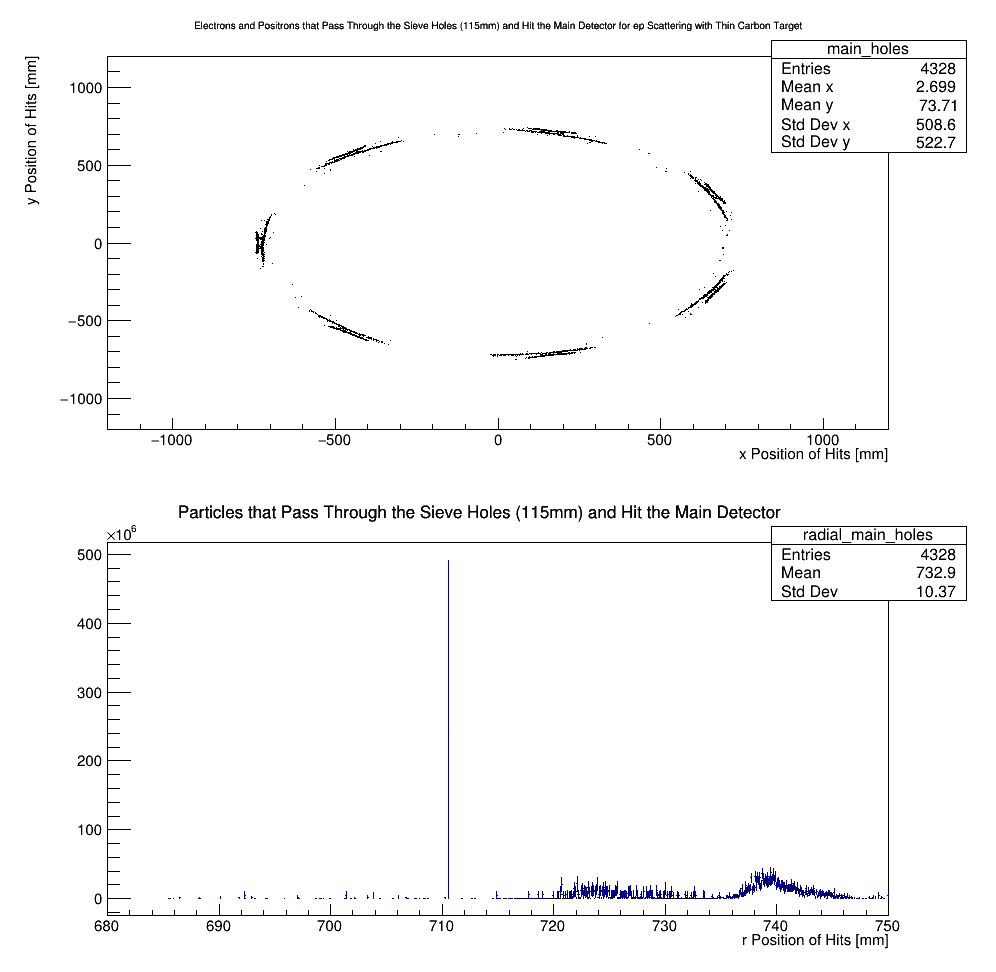 Electrons and Positrons that Pass Through the Sieve Holes (115mm) and Hit the Main Detector for ep Scattering with Thin Carbon Target
main_holes
Entries 4328
Mean x 2.699
Mean y 73.71
Std Dev x 508.6
Std Dev y 522.7
y Position of Hits [mm]
1000
500
0
−500
−1000
−1000 −500 0 500 1000
x Position of Hits [mm]
Particles that Pass Through the Sieve Holes (115mm) and Hit the Main Detector
×10⁶
radial_main_holes
Entries 4328
Mean 732.9
Std Dev 10.37
500
400
300
200
100
0
680 690 700 710 720 730 740 750
r Position of Hits [mm]